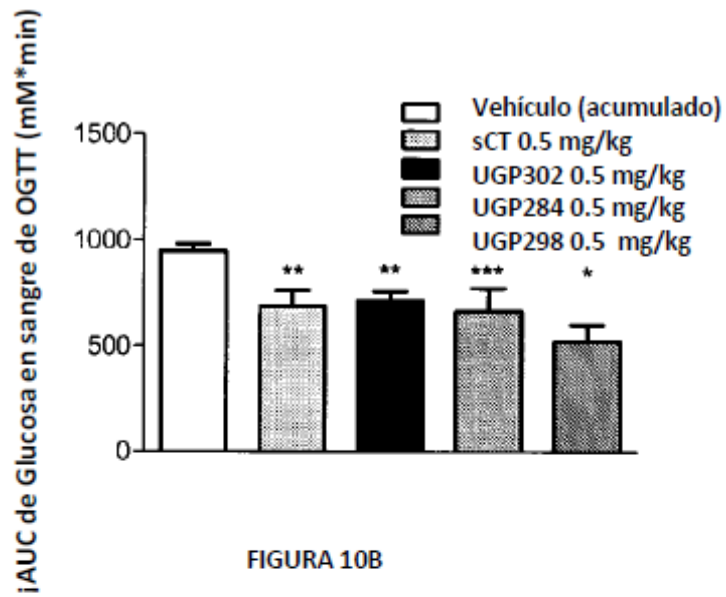 Vehículo (acumulado)
sCT 0.5 mg/kg
UGP302 0.5 mg/kg
UGP284 0.5 mg/kg
UGP298 0.5 mg/kg
iAUC de Glucosa en sangre de OGTT (mM*min)
1500
1000
500
0
**
**
***
*
FIGURA 10B